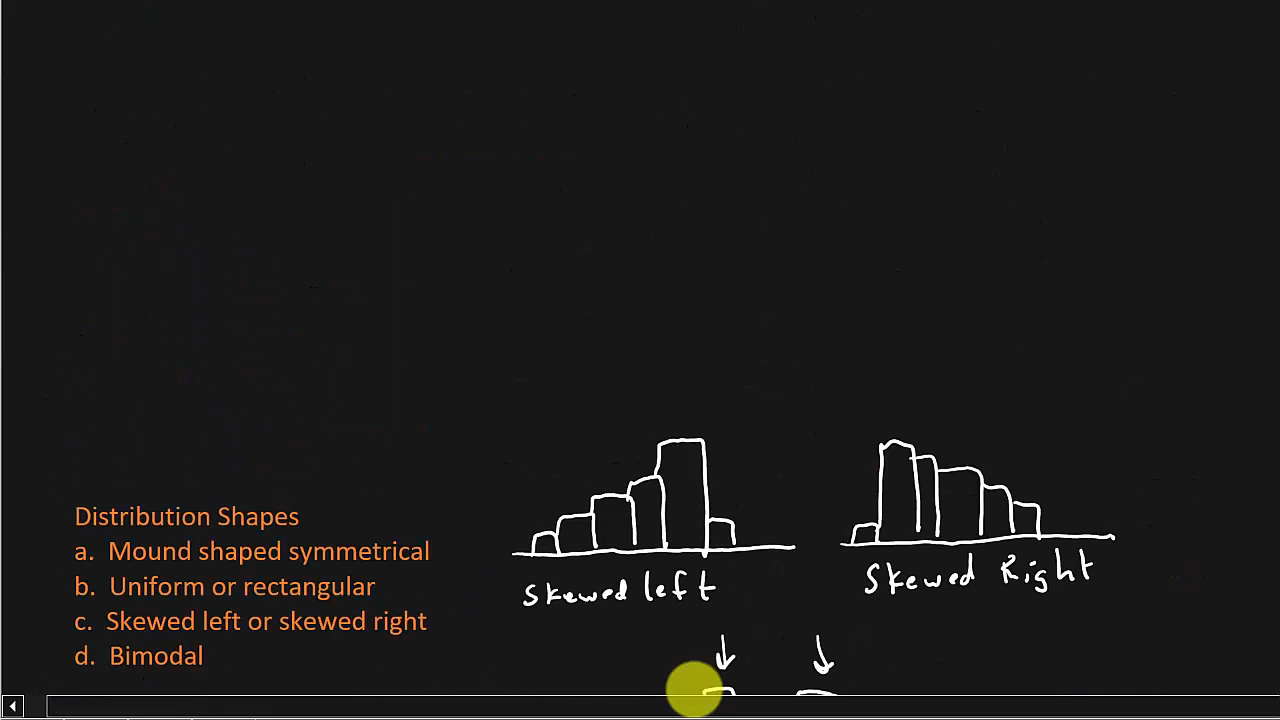 Distribution Shapes
a. Mound shaped symmetrical
b. Uniform or rectangular
c. Skewed left or skewed right
d. Bimodal
Skewed left
Skewed Right